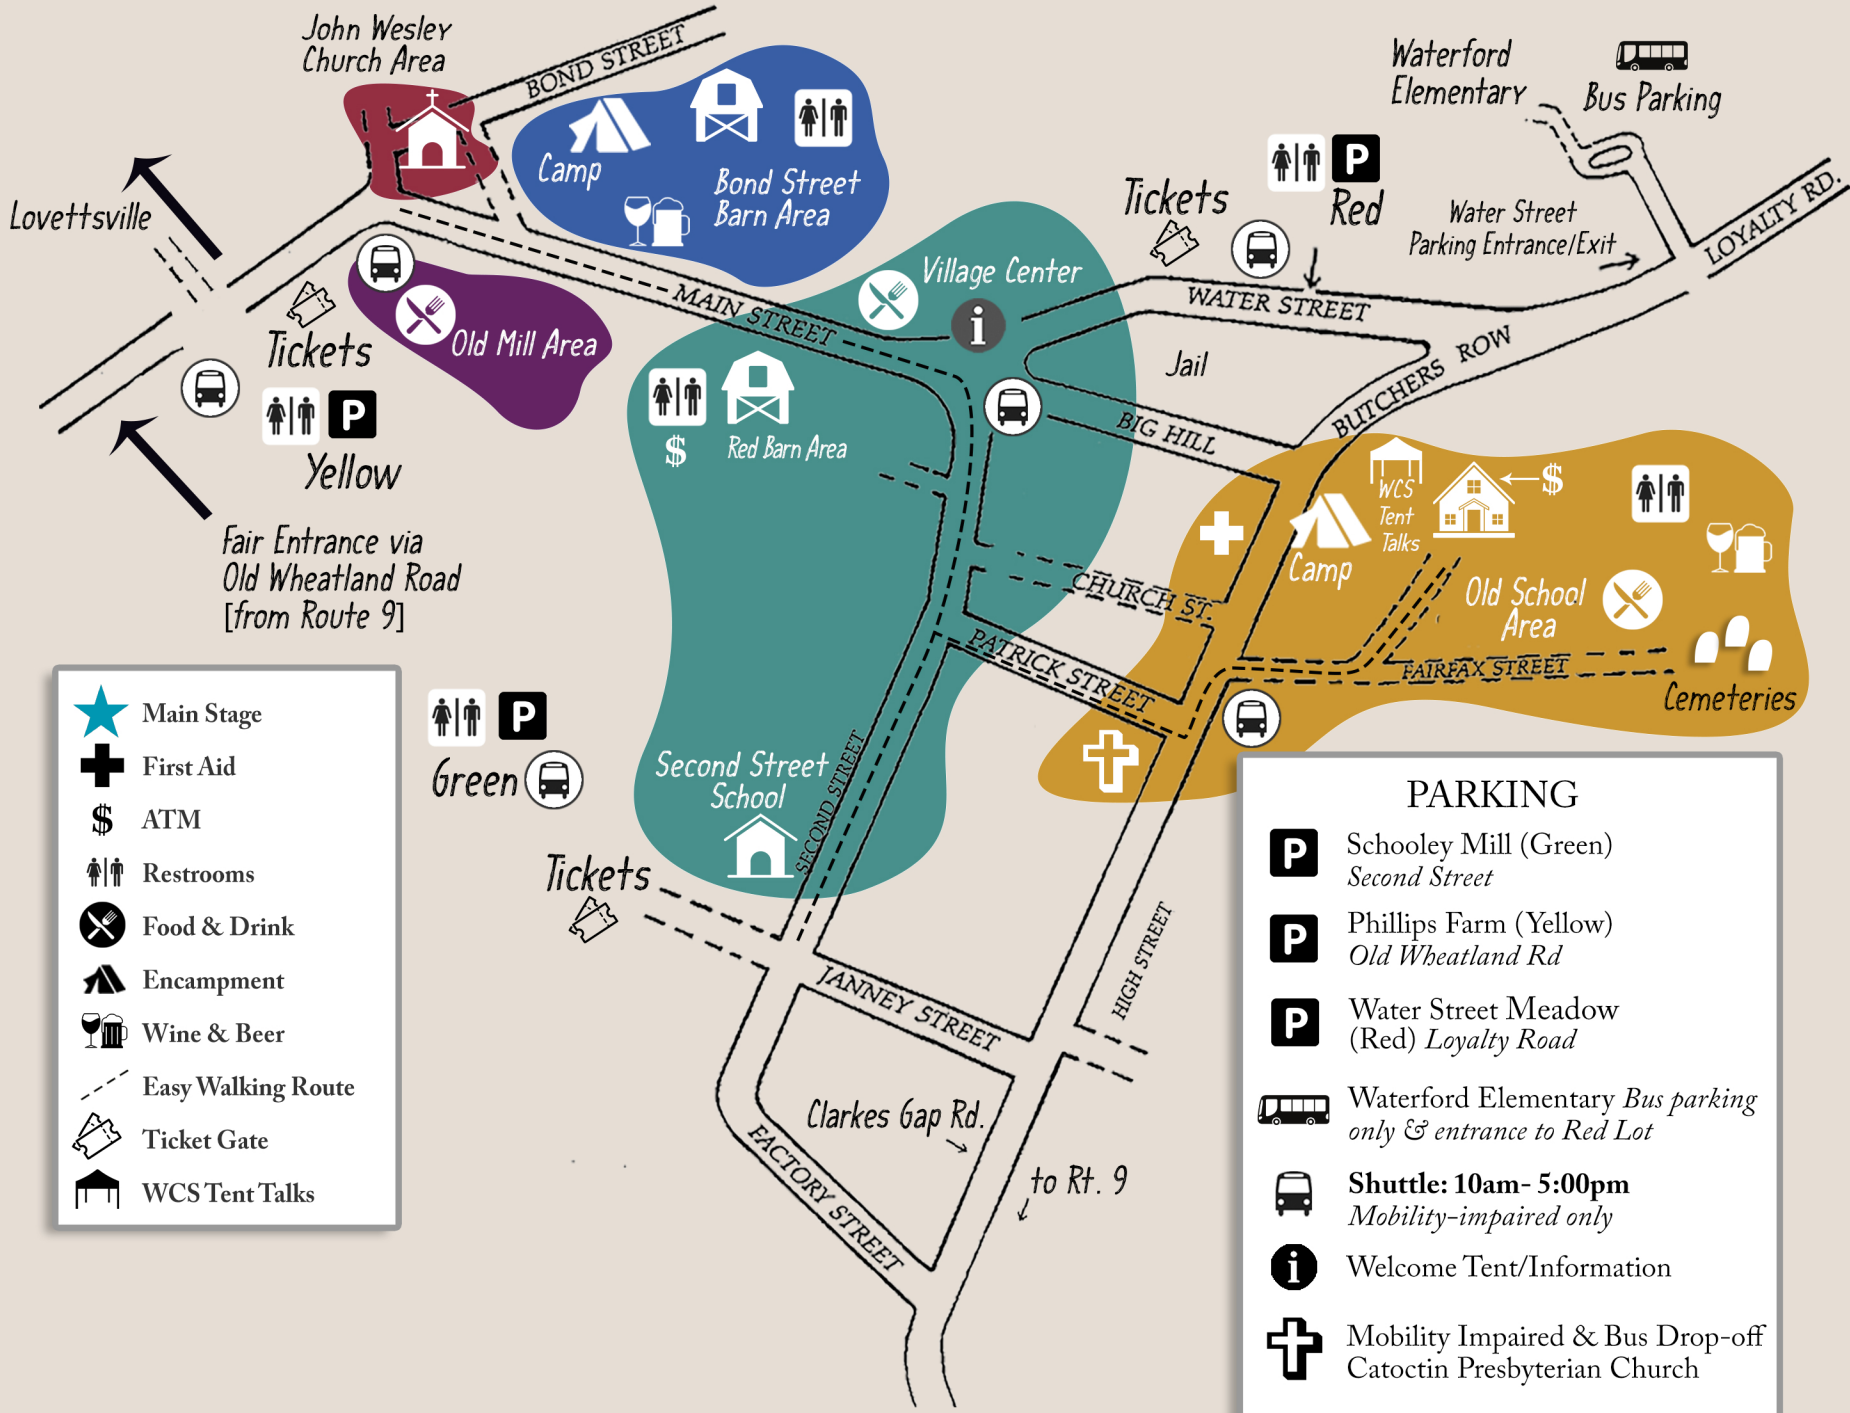 John Wesley
Church Area
BOND STREET
Waterford
Elementary
Bus Parking
Camp
Bond Street
Barn Area
Lovettsville
Tickets
P
Red
Water Street
Parking Entrance/Exit
LOYALTY RD.
Village Center
i
MAIN STREET
WATER STREET
Tickets
Old Mill Area
Jail
BUTCHERS ROW
P
Yellow
$
Red Barn Area
BIG HILL
WCS
Tent
Talks
$
Fair Entrance via
Old Wheatland Road
[from Route 9]
Camp
CHURCH ST.
Old School
Area
PATRICK STREET
FAIRFAX STREET
Cemeteries
P
Green
Second Street
School
SECOND STREET
Tickets
JANNEY STREET
HIGH STREET
Clarkes Gap Rd.
FACTORY STREET
to Rt. 9
Main Stage
First Aid
$ ATM
Restrooms
Food & Drink
Encampment
Wine & Beer
Easy Walking Route
Ticket Gate
WCS Tent Talks
PARKING
P Schooley Mill (Green)
Second Street
P Phillips Farm (Yellow)
Old Wheatland Rd
P Water Street Meadow
(Red) Loyalty Road
Waterford Elementary Bus parking
only & entrance to Red Lot
Shuttle: 10am- 5:00pm
Mobility-impaired only
i Welcome Tent/Information
Mobility Impaired & Bus Drop-off
Catoctin Presbyterian Church